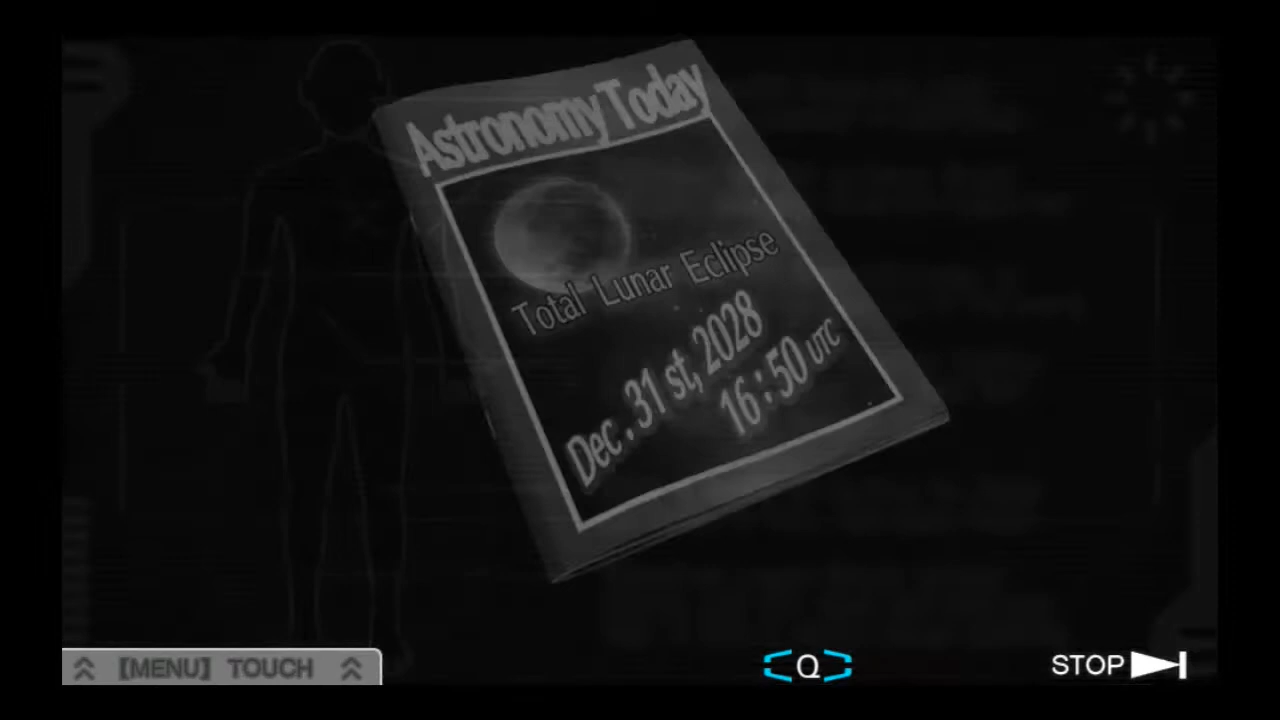 Astronomy Today
Total Lunar Eclipse
Dec. 31 st, 2028
16:50 UTC
【MENU】 TOUCH
Q
STOP